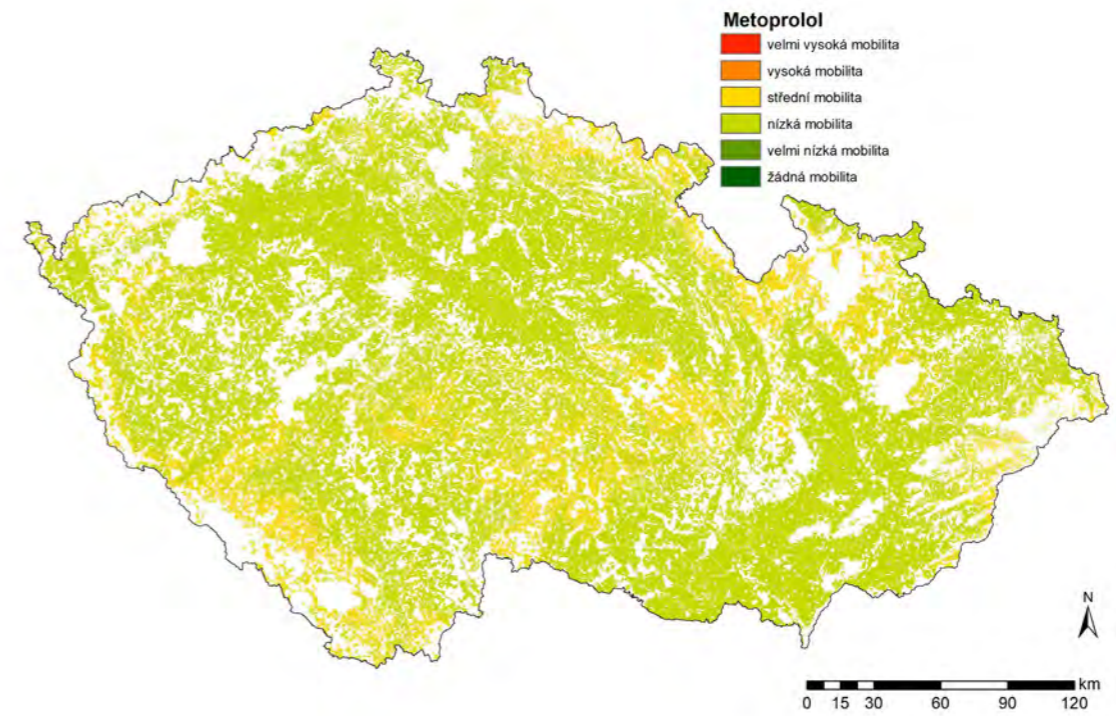 Metoprolol
velmi vysoká mobilita
vysoká mobilita
střední mobilita
nízká mobilita
velmi nízká mobilita
žádná mobilita
N
km
0 15 30 60 90 120